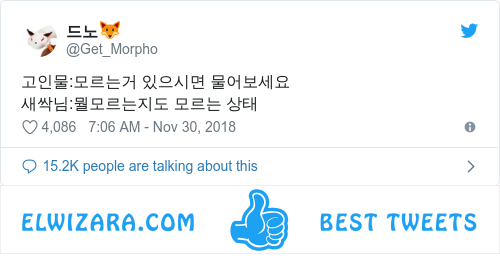 드노🦊
@Get_Morpho
고인물:모르는거 있으시면 물어보세요
새싹님:뭘모르는지도 모르는 상태
4,086 7:06 AM - Nov 30, 2018
15.2K people are talking about this
ELWIZARA.COM BEST TWEETS